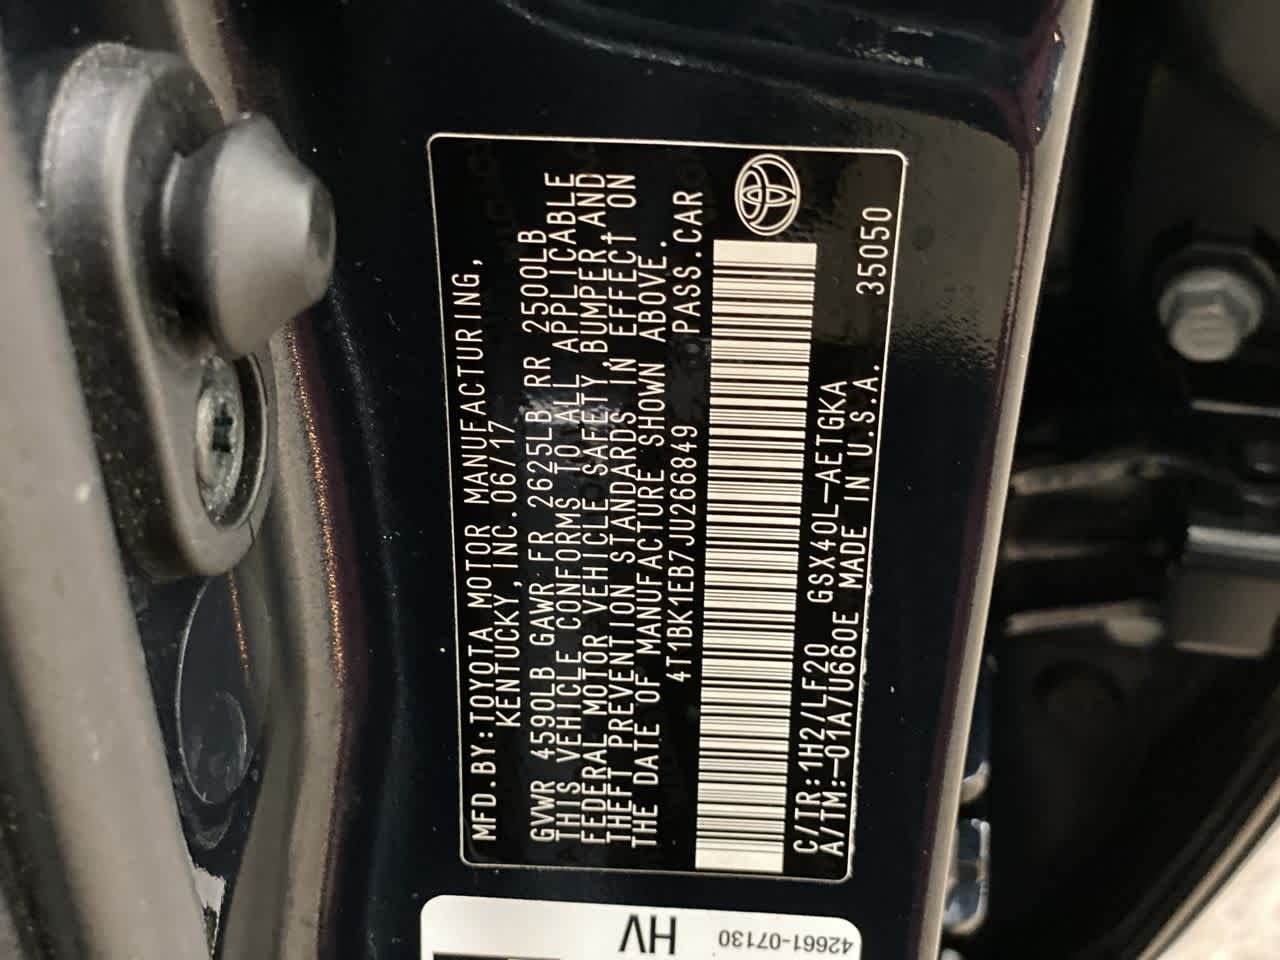 MFD.BY:TOYOTA MOTOR MANUFACTURING,
KENTUCKY,INC.06/17
GVWR 4590LB GAWR FR 2625LB RR 2500LB
THIS VEHICLE CONFORMS TO ALL APPLICABLE
FEDERAL MOTOR VEHICLE SAFETY,BUMPER,AND
THEFT PREVENTION STANDARDS IN EFFECT ON
THE DATE OF MANUFACTURE SHOWN ABOVE.
4T1BK1EB7JU266849 PASS.CAR
C/TR:1H2/LF20 GSX40L-AETGKA
A/TM:-01A/U660E MADE IN U.S.A. 35050
HV
42661-07130